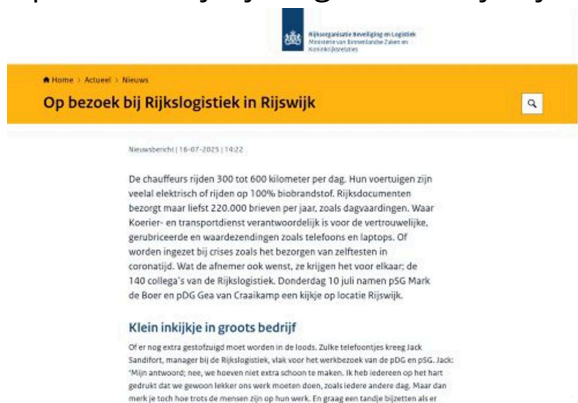 Rijksorganisatie Beveiliging en Logistiek
Ministerie van Binnenlandse Zaken en
Koninkrijksrelaties
Home > Actueel > Nieuws
Op bezoek bij Rijkslogistiek in Rijswijk
Nieuwsbericht | 16-07-2025 | 14:22
De chauffeurs rijden 300 tot 600 kilometer per dag. Hun voertuigen zijn
veelal elektrisch of rijden op 100% biobrandstof. Rijksdocumenten
bezorgt maar liefst 220.000 brieven per jaar, zoals dagvaardingen. Waar
Koerier- en transportdienst verantwoordelijk is voor de vertrouwelijke,
gerubriceerde en waardezendingen zoals telefoons en laptops. Of
worden ingezet bij crises zoals het bezorgen van zelftesten in
coronatijd. Wat de afnemer ook wenst, ze krijgen het voor elkaar; de
140 collega's van de Rijkslogistiek. Donderdag 10 juli namen pSG Mark
de Boer en pDG Gea van Craaikamp een kijkje op locatie Rijswijk.
Klein inkijkje in groots bedrijf
Of er nog extra gestofzuigd moet worden in de loods. Zulke telefoontjes kreeg Jack
Sandifort, manager bij de Rijkslogistiek, vlak voor het werkbezoek van de pDG en pSG. Jack:
'Mijn antwoord; nee, we hoeven niet extra schoon te maken. Ik heb iedereen op het hart
gedrukt dat we gewoon lekker ons werk moeten doen, zoals iedere andere dag. Maar dan
merk je toch hoe trots de mensen zijn op hun werk. En graag een tandje bijzetten als er